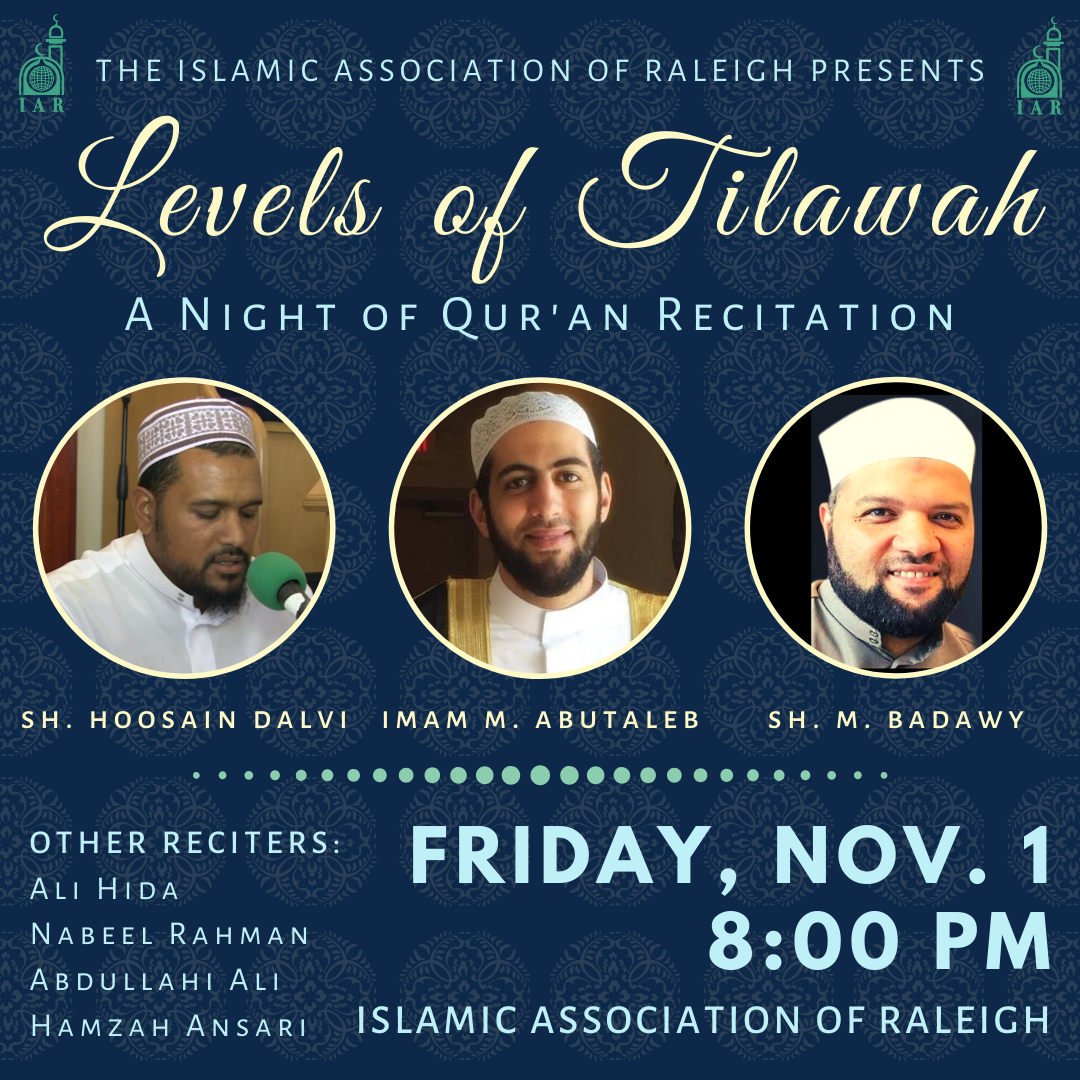 THE ISLAMIC ASSOCIATION OF RALEIGH PRESENTS
IAR
IAR
Levels of Tilawah
A Night of Qur'an Recitation
SH. HOOSAIN DALVI
IMAM M. ABUTALEB
SH. M. BADAWY
OTHER RECITERS:
Ali Hida
Nabeel Rahman
Abdullahi Ali
Hamzah Ansari
FRIDAY, NOV. 1
8:00 PM
ISLAMIC ASSOCIATION OF RALEIGH